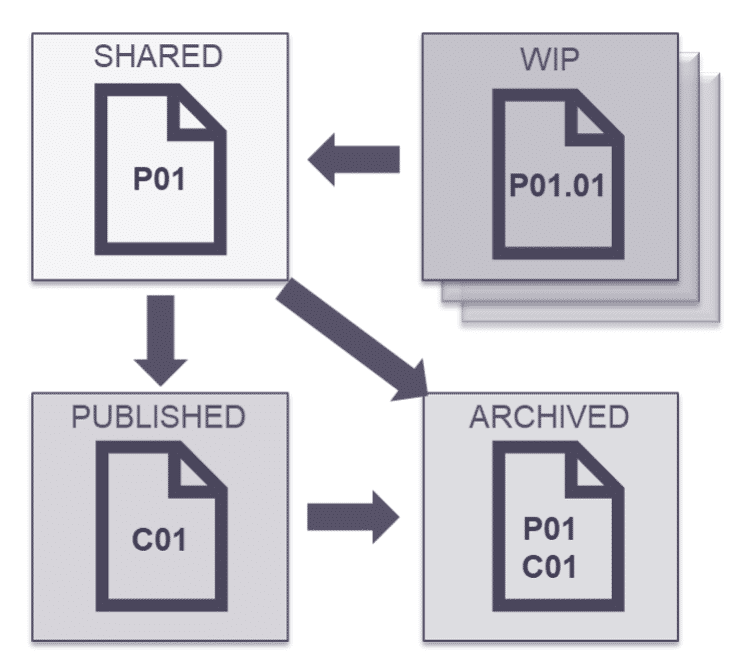 SHARED
P01
WIP
P01.01
PUBLISHED
C01
ARCHIVED
P01
C01